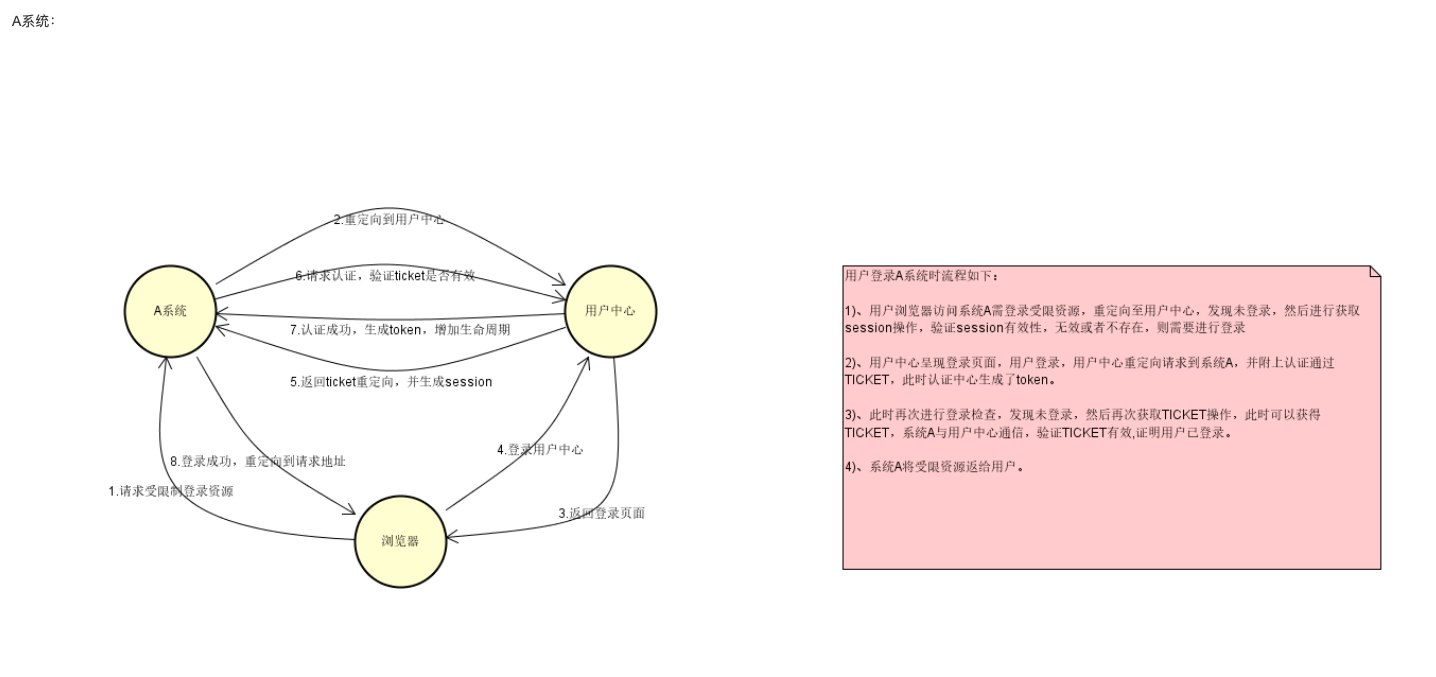 A系统：
2.重定向到用户中心
6.请求认证，验证ticket是否有效
A系统
用户中心
7.认证成功，生成token，增加生命周期
5.返回ticket重定向，并生成session
4.登录用户中心
8.登录成功，重定向到请求地址
1.请求受限制登录资源
3.返回登录页面
浏览器
用户登录A系统时流程如下：
1)、用户浏览器访问系统A需登录受限资源，重定向至用户中心，发现未登录，然后进行获取
session操作，验证session有效性，无效或者不存在，则需要进行登录
2)、用户中心呈现登录页面，用户登录，用户中心重定向请求到系统A，并附上认证通过
TICKET，此时认证中心生成了token。
3)、此时再次进行登录检查，发现未登录，然后再次获取TICKET操作，此时可以获得
TICKET，系统A与用户中心通信，验证TICKET有效,证明用户已登录。
4)、系统A将受限资源返给用户。